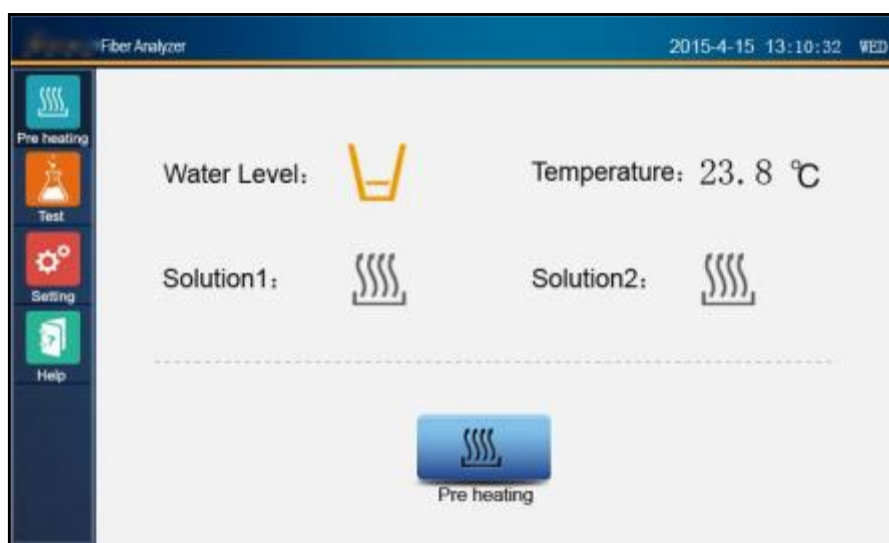 Fiber Analyzer
2015-4-15 13:10:32 WED
Pre heating
Test
Setting
Help
Water Level:
Temperature: 23.8 ℃
Solution1:
Solution2:
Pre heating